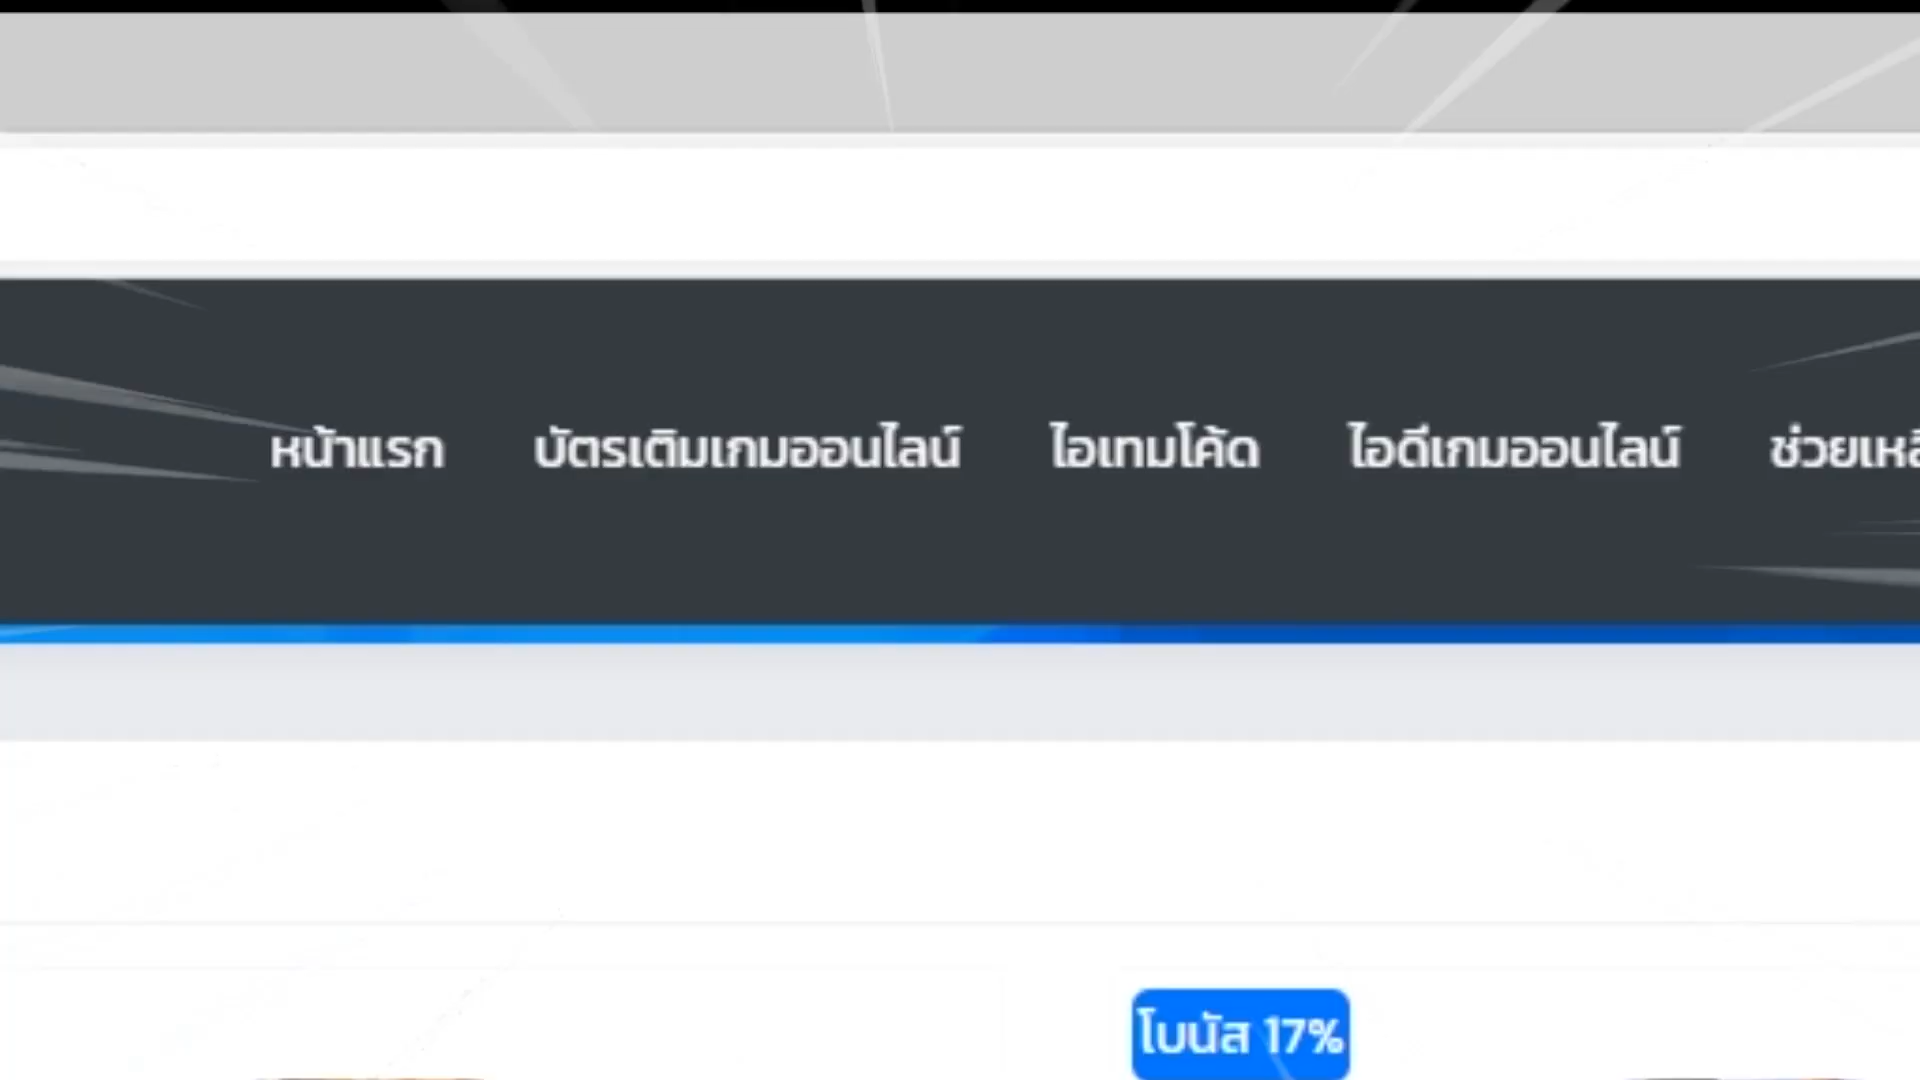 หน้าแรก บัตรเติมเกมออนไลน์ ไอเทมโค้ด ไอดีเกมออนไลน์
โบนัส 17%